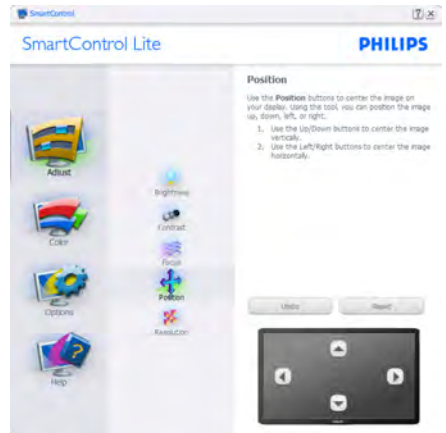 SmartControl
SmartControl Lite
PHILIPS
Position
Use the Position buttons to center the image on
your display. Using the tool, you can position the image
up, down, left, or right.
1. Use the Up/Down buttons to center the image
vertically.
2. Use the Left/Right buttons to center the image
horizontally.
Adjust
Color
Options
Help
Brightness
Contrast
Focus
Position
Resolution
Undo
Reset